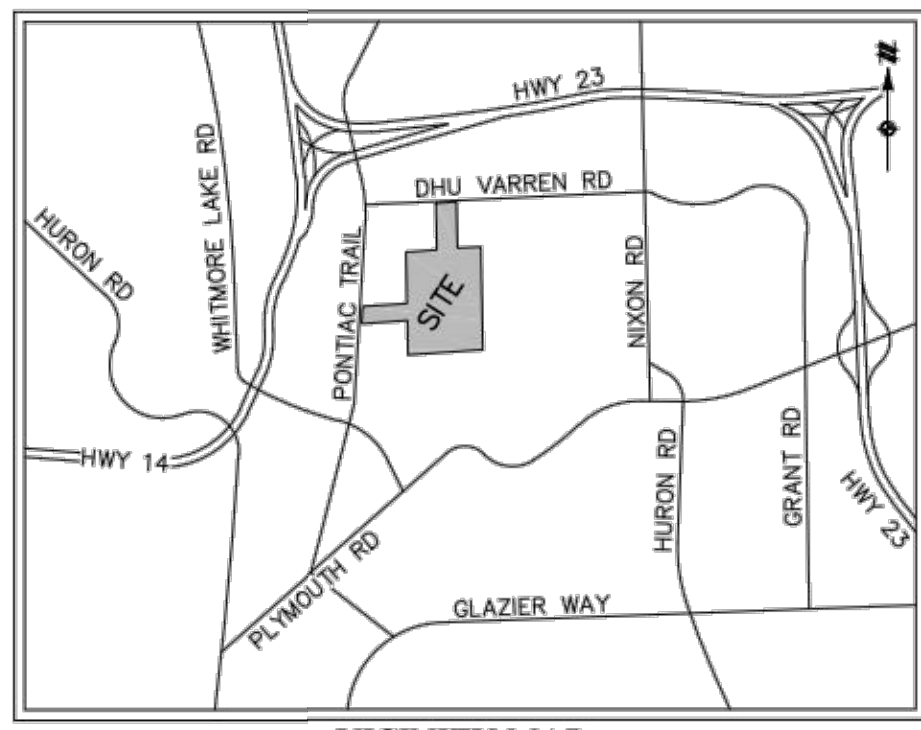 HWY 23
N
WHITMORE LAKE RD
DHU VARREN RD
HURON RD
PONTIAC TRAIL
SITE
NIXON RD
HWY 14
GRANT RD
HURON RD
HWY 23
PLYMOUTH RD
GLAZIER WAY